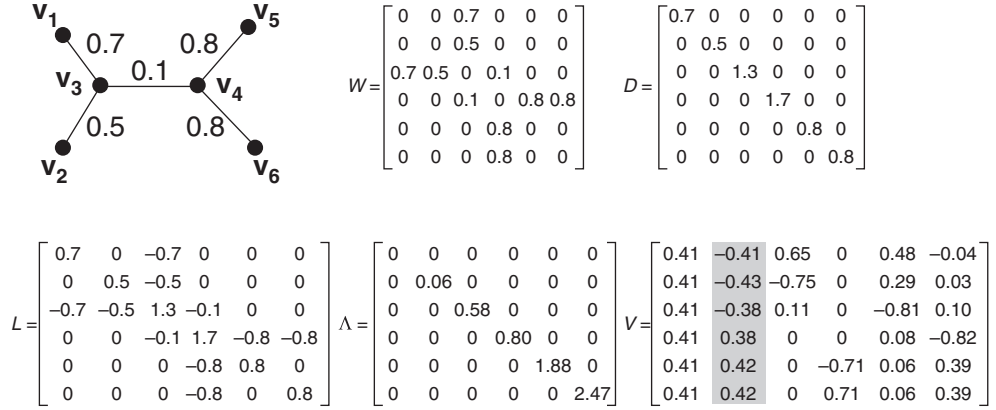 v1 v5
0.7 0.8
v3 0.1 v4
0.5 0.8
v2 v6
W =
0 0 0.7 0 0 0
0 0 0.5 0 0 0
0.7 0.5 0 0.1 0 0
0 0 0.1 0 0.8 0.8
0 0 0 0.8 0 0
0 0 0 0.8 0 0
D =
0.7 0 0 0 0 0
0 0.5 0 0 0 0
0 0 1.3 0 0 0
0 0 0 1.7 0 0
0 0 0 0 0.8 0
0 0 0 0 0 0.8
L =
0.7 0 –0.7 0 0 0
0 0.5 –0.5 0 0 0
–0.7 –0.5 1.3 –0.1 0 0
0 0 –0.1 1.7 –0.8 –0.8
0 0 0 –0.8 0.8 0
0 0 0 –0.8 0 0.8
Λ =
0 0 0 0 0 0
0 0.06 0 0 0 0
0 0 0.58 0 0 0
0 0 0 0.80 0 0
0 0 0 0 1.88 0
0 0 0 0 0 2.47
V =
0.41 –0.41 0.65 0 0.48 –0.04
0.41 –0.43 –0.75 0 0.29 0.03
0.41 –0.38 0.11 0 –0.81 0.10
0.41 0.38 0 0 0.08 –0.82
0.41 0.42 0 –0.71 0.06 0.39
0.41 0.42 0 0.71 0.06 0.39